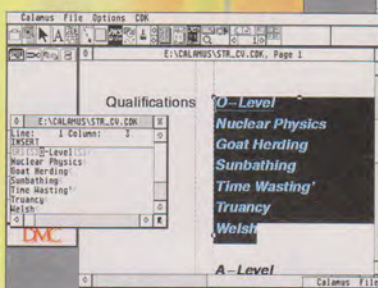 Calamus File Options CDK
E:\CALAMUS\STR_CV.CDK, Page 1
Qualifications
O-Level
Nuclear Physics
Goat Herding
Sunbathing
Time Wasting'
Truancy
Welsh
A-Level
E:\CALAMUS\STR_CV.CDK
Line: 1 Column: 3
INSERT
O-Level
Nuclear Physics
Goat Herding
Sunbathing
Time Wasting'
Truancy
Welsh
DMC
Calamus File